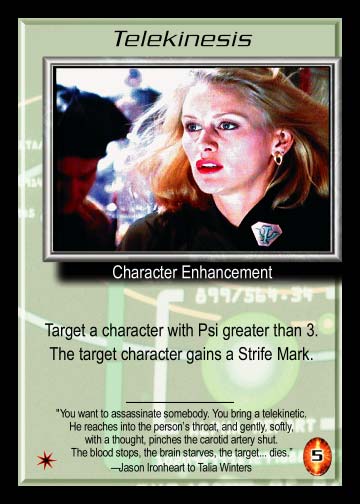 Telekinesis
Character Enhancement
Target a character with Psi greater than 3.
The target character gains a Strife Mark.
"You want to assassinate somebody. You bring a telekinetic.
He reaches into the person's throat, and gently, softly,
with a thought, pinches the carotid artery shut.
The blood stops, the brain starves, the target... dies."
—Jason Ironheart to Talia Winters
5